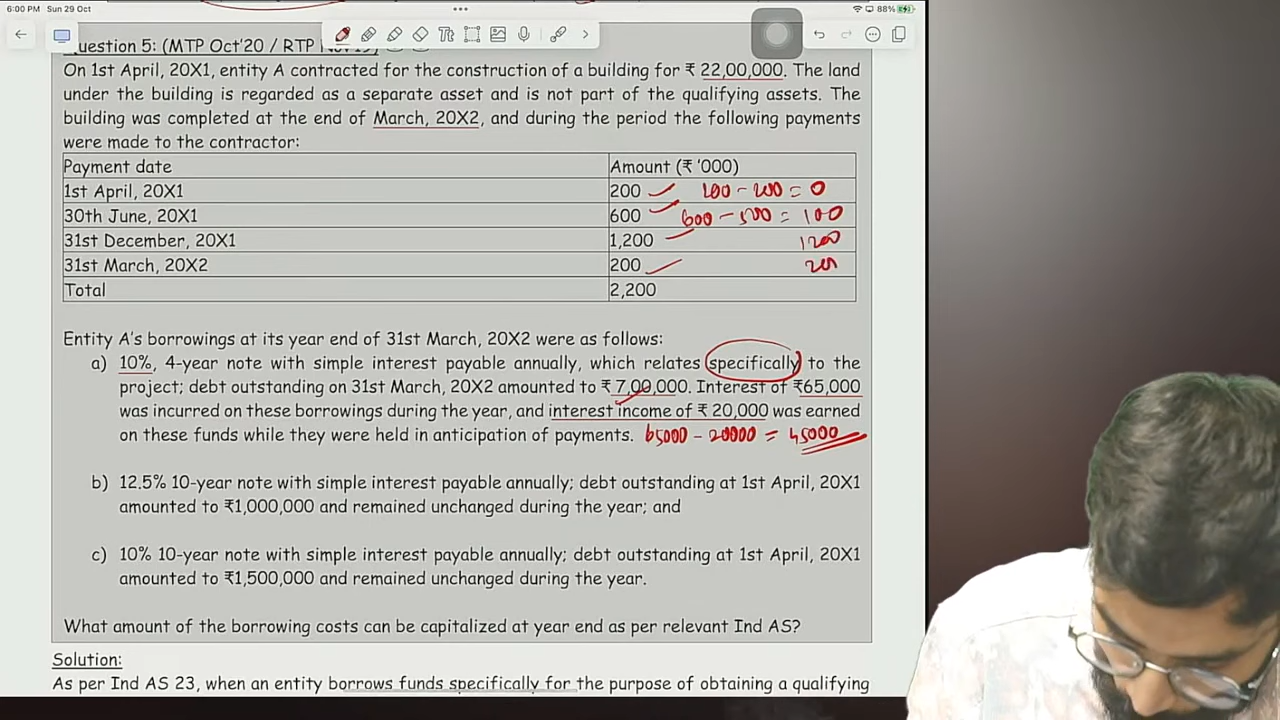 6:00 PM Sun 29 Oct
88%
Question 5: (MTP Oct'20 / RTP Nov'19)
On 1st April, 20X1, entity A contracted for the construction of a building for ₹ 22,00,000. The land
under the building is regarded as a separate asset and is not part of the qualifying assets. The
building was completed at the end of March, 20X2, and during the period the following payments
were made to the contractor:
Payment date Amount (₹ '000)
1st April, 20X1 200 200 - 200 = 0
30th June, 20X1 600 600 - 500 = 100
31st December, 20X1 1,200 1200
31st March, 20X2 200 200
Total 2,200
Entity A's borrowings at its year end of 31st March, 20X2 were as follows:
a) 10%, 4-year note with simple interest payable annually, which relates specifically to the
project; debt outstanding on 31st March, 20X2 amounted to ₹ 7,00,000. Interest of ₹65,000
was incurred on these borrowings during the year, and interest income of ₹ 20,000 was earned
on these funds while they were held in anticipation of payments. 65000 - 20000 = 45000
b) 12.5% 10-year note with simple interest payable annually; debt outstanding at 1st April, 20X1
amounted to ₹1,000,000 and remained unchanged during the year; and
c) 10% 10-year note with simple interest payable annually; debt outstanding at 1st April, 20X1
amounted to ₹1,500,000 and remained unchanged during the year.
What amount of the borrowing costs can be capitalized at year end as per relevant Ind AS?
Solution:
As per Ind AS 23, when an entity borrows funds specifically for the purpose of obtaining a qualifying